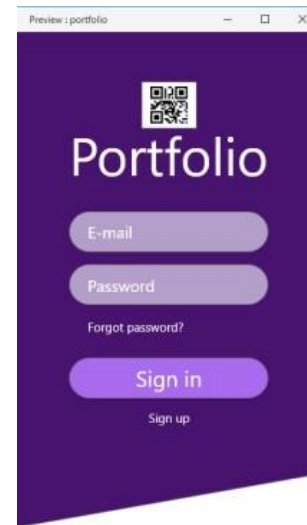 Preview : portfolio
Portfolio
E-mail
Password
Forgot password?
Sign in
Sign up